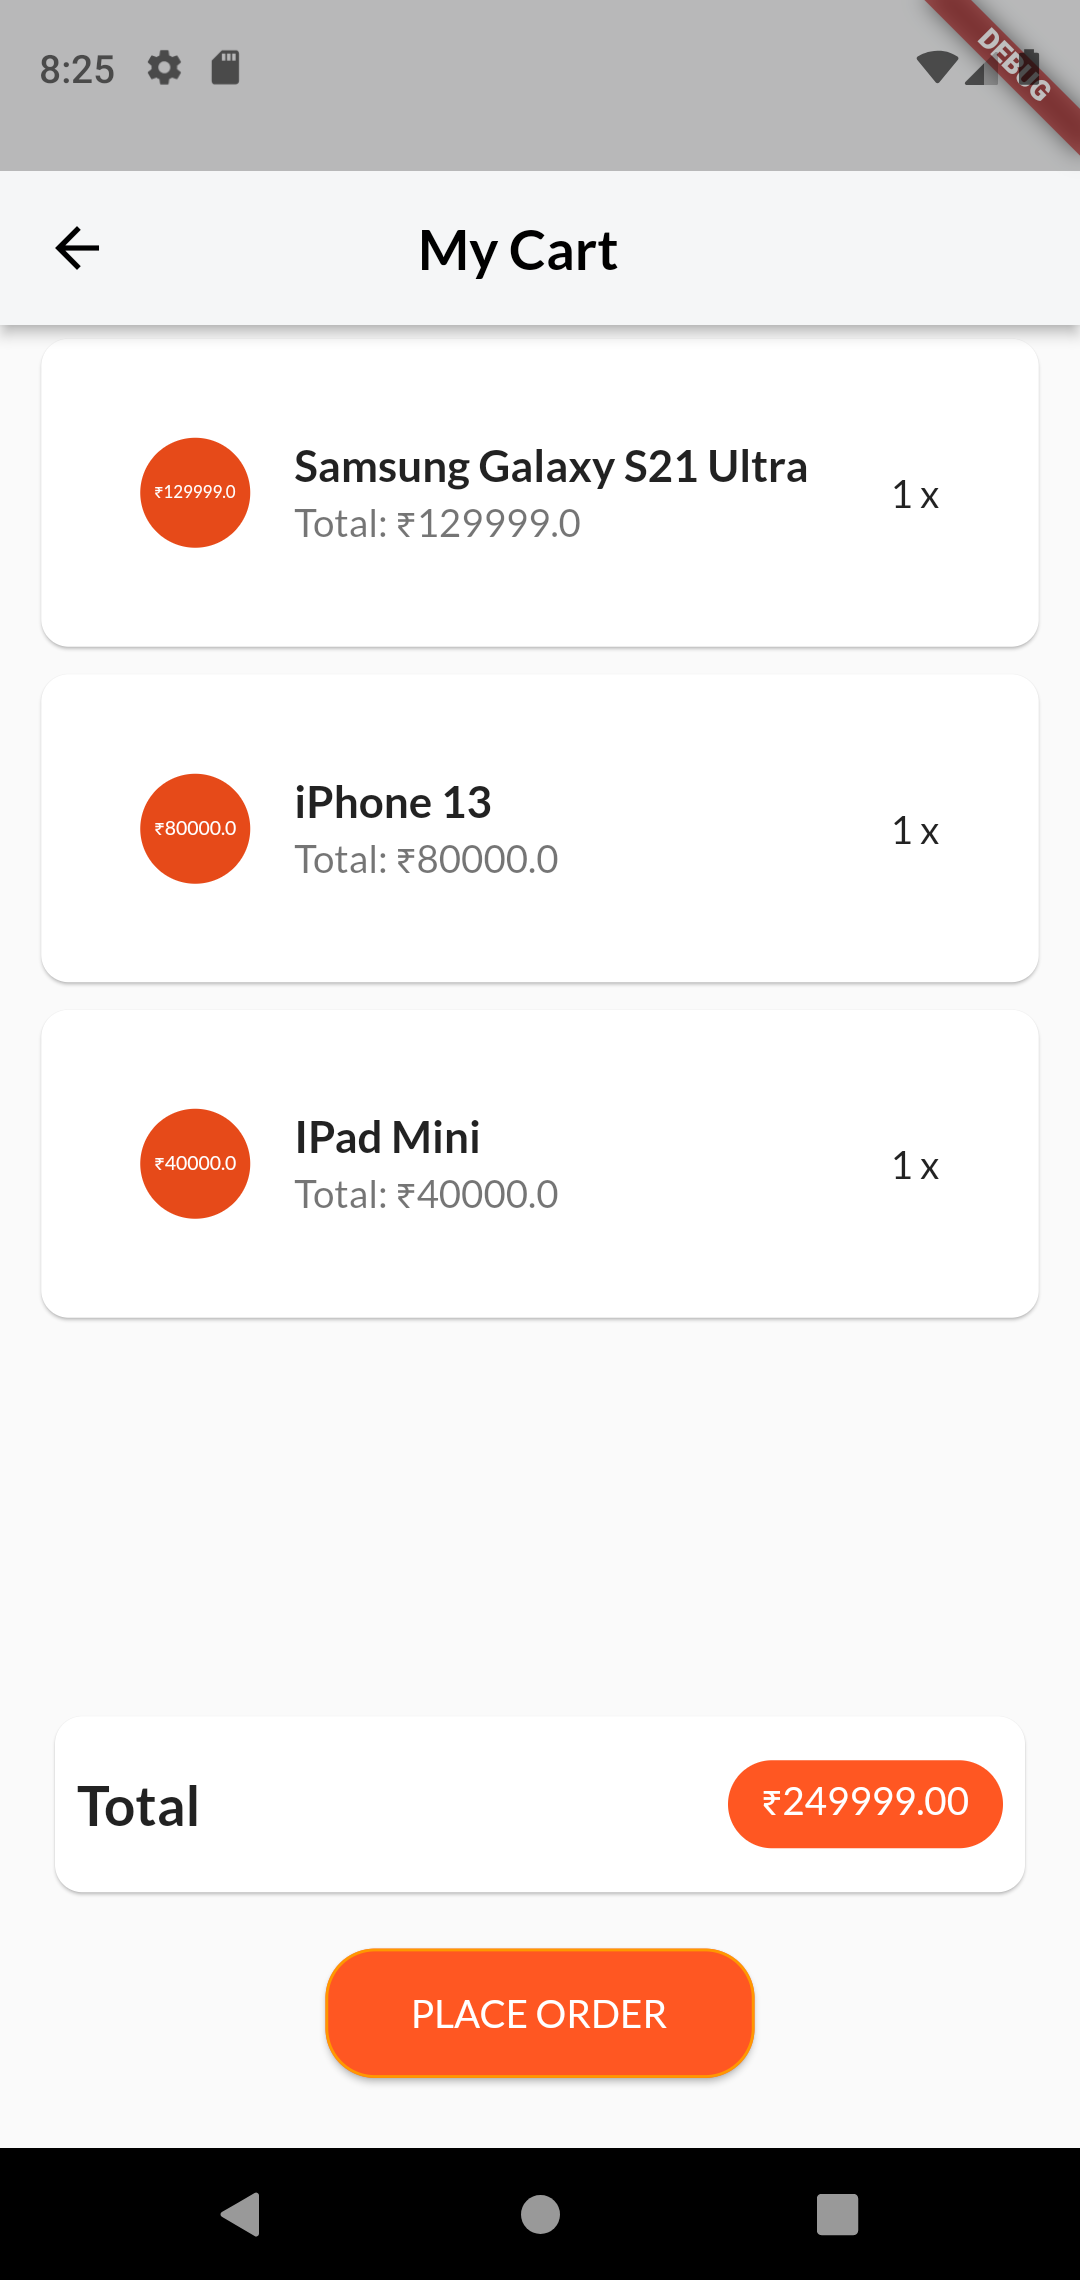 8:25
DEBUG
My Cart
₹129999.0
Samsung Galaxy S21 Ultra
Total: ₹129999.0
1 x
₹80000.0
iPhone 13
Total: ₹80000.0
1 x
₹40000.0
IPad Mini
Total: ₹40000.0
1 x
Total
₹249999.00
PLACE ORDER